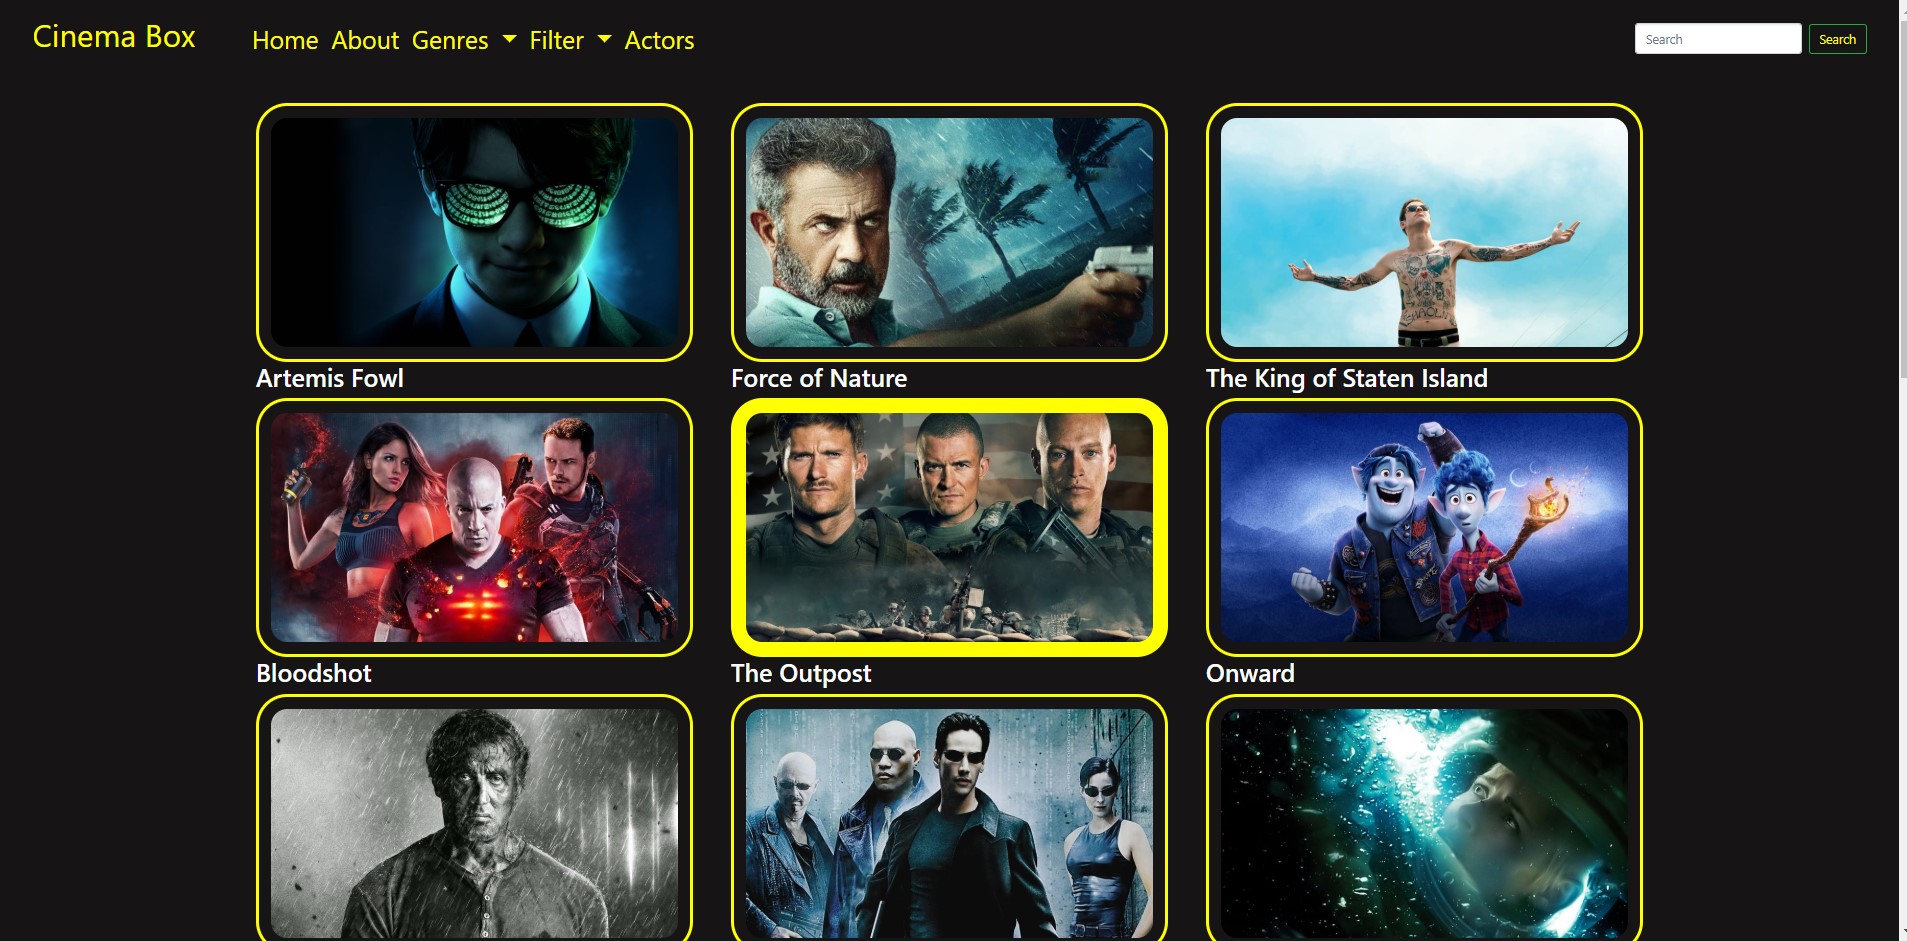 Cinema Box
Home About Genres Filter Actors
Search Search
Artemis Fowl Force of Nature The King of Staten Island
Bloodshot The Outpost Onward